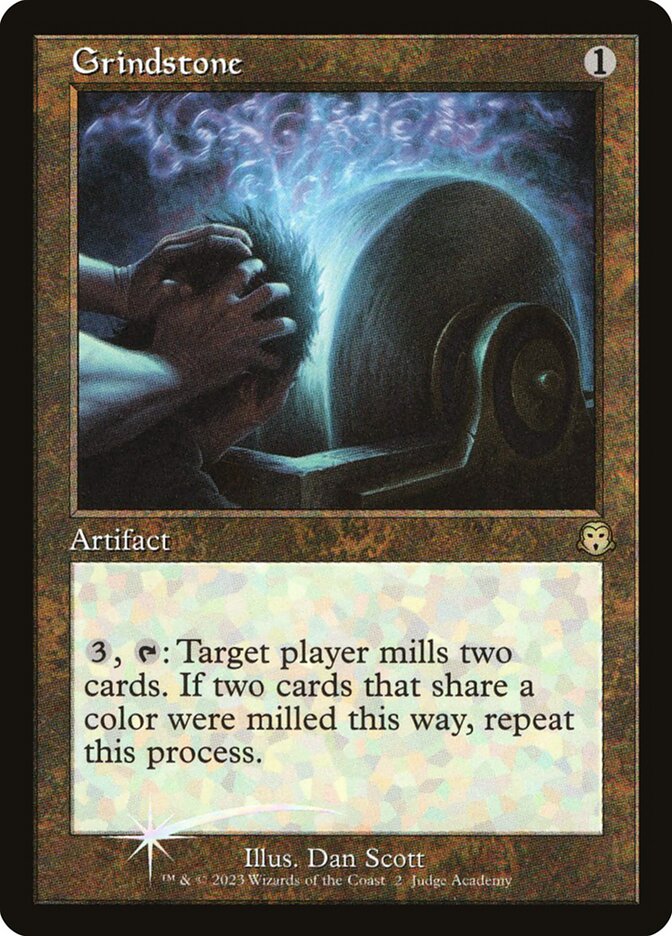 Grindstone
1
Artifact
3, T: Target player mills two
cards. If two cards that share a
color were milled this way, repeat
this process.
Illus. Dan Scott
™ & © 2023 Wizards of the Coast 2 Judge Academy